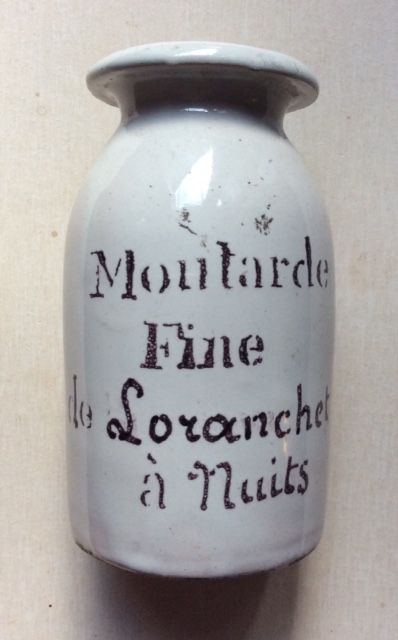 Moutarde
Fine
de Loranchet
à Nuits